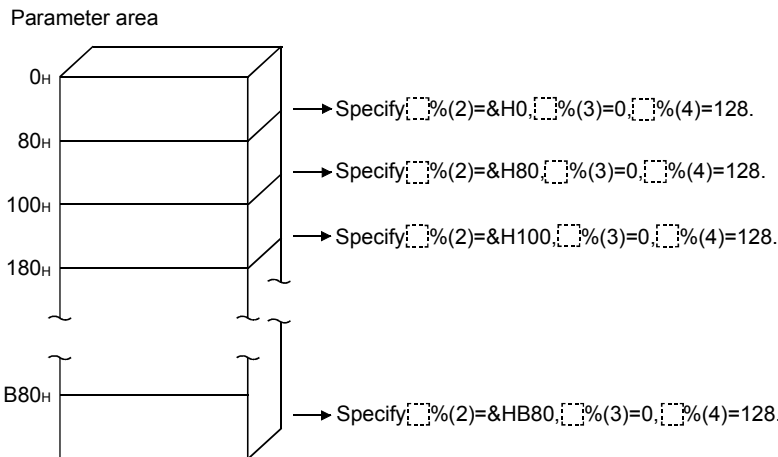 Parameter area
0H
Specify %(2)=&H0, %(3)=0, %(4)=128.
80H
Specify %(2)=&H80, %(3)=0, %(4)=128.
100H
Specify %(2)=&H100, %(3)=0, %(4)=128.
180H
B80H
Specify %(2)=&HB80, %(3)=0, %(4)=128.